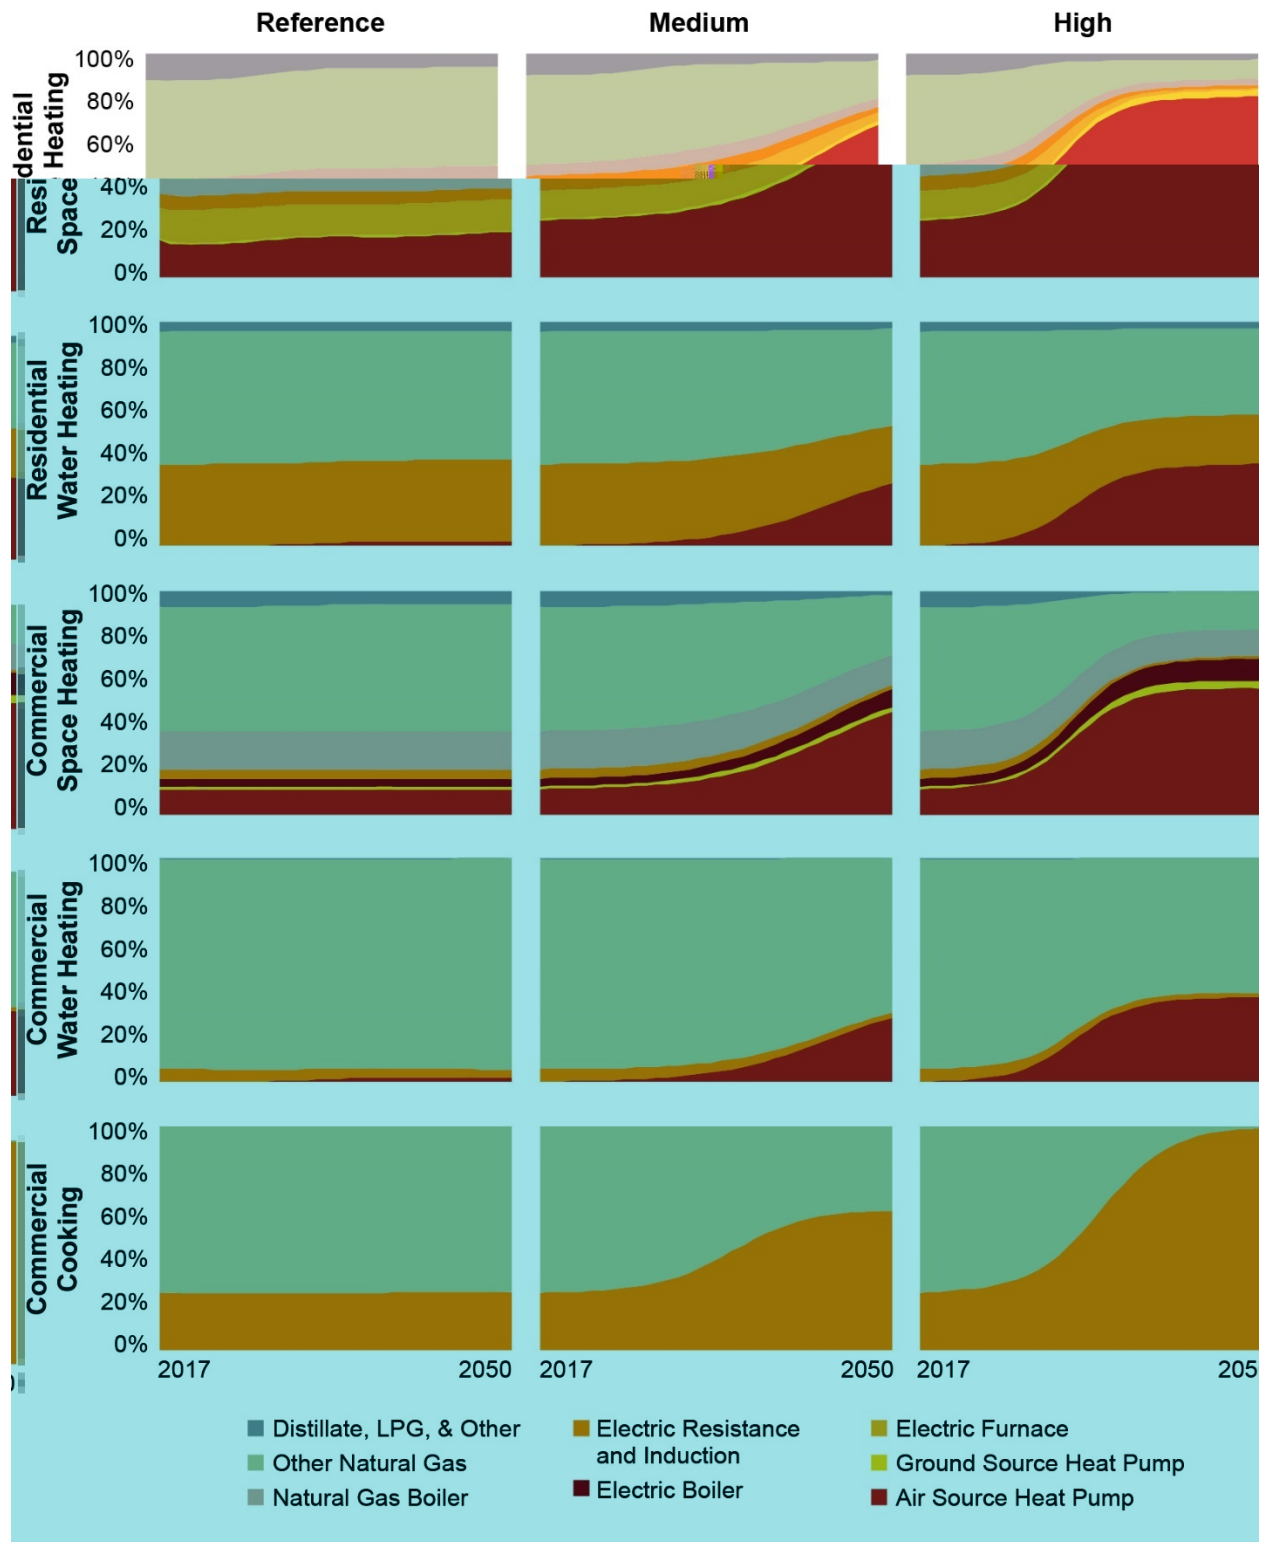 Reference Medium High
Residential
Space Heating
100%
80%
60%
40%
20%
0%
Residential
Water Heating
100%
80%
60%
40%
20%
0%
Commercial
Space Heating
100%
80%
60%
40%
20%
0%
Commercial
Water Heating
100%
80%
60%
40%
20%
0%
Commercial
Cooking
100%
80%
60%
40%
20%
0%
2017 2050 2017 2050 2017 205
Distillate, LPG, & Other
Other Natural Gas
Natural Gas Boiler
Electric Resistance
and Induction
Electric Boiler
Electric Furnace
Ground Source Heat Pump
Air Source Heat Pump